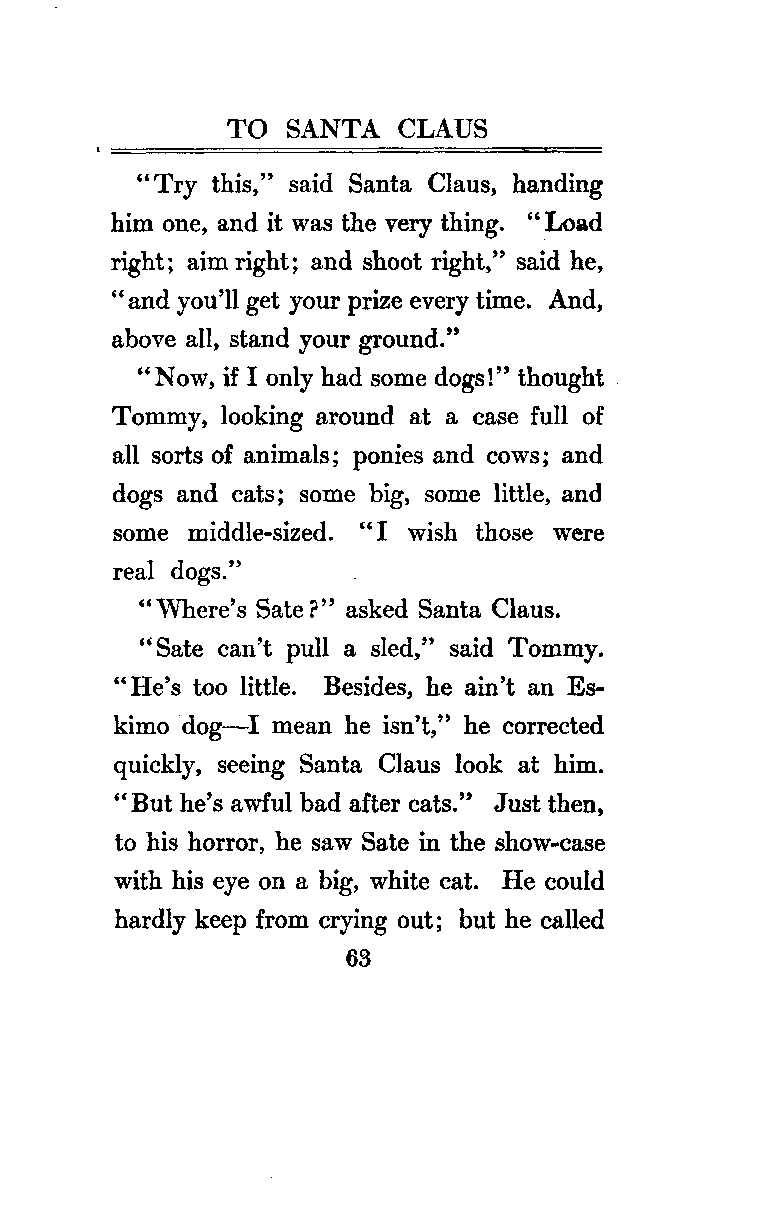 TO SANTA CLAUS
“Try this,” said Santa Claus, handing
him one, and it was the very thing. “Load
right; aim right; and shoot right,” said he,
“and you’ll get your prize every time. And,
above all, stand your ground.”
“Now, if I only had some dogs!” thought
Tommy, looking around at a case full of
all sorts of animals; ponies and cows; and
dogs and cats; some big, some little, and
some middle-sized. “I wish those were
real dogs.”
“Where’s Sate?” asked Santa Claus.
“Sate can’t pull a sled,” said Tommy.
“He’s too little. Besides, he ain’t an Es-
kimo dog—I mean he isn’t,” he corrected
quickly, seeing Santa Claus look at him.
“But he’s awful bad after cats.” Just then,
to his horror, he saw Sate in the show-case
with his eye on a big, white cat. He could
hardly keep from crying out; but he called
63